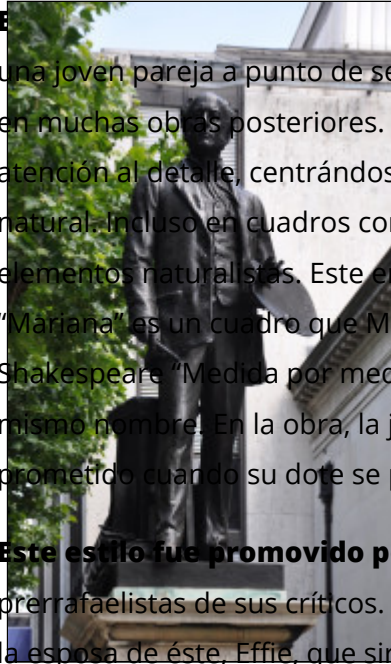 una joven pareja a punto de se
en muchas obras posteriores.
atención al detalle, centrándos
natural. Incluso en cuadros co
elementos naturalistas. Este e
“Mariana” es un cuadro que M
Shakespeare “Medida por med
mismo nombre. En la obra, la j
prometido cuando su dote se p
Este estilo fue promovido p
prerrafaelistas de sus críticos.
la esposa de éste, Effie, que si